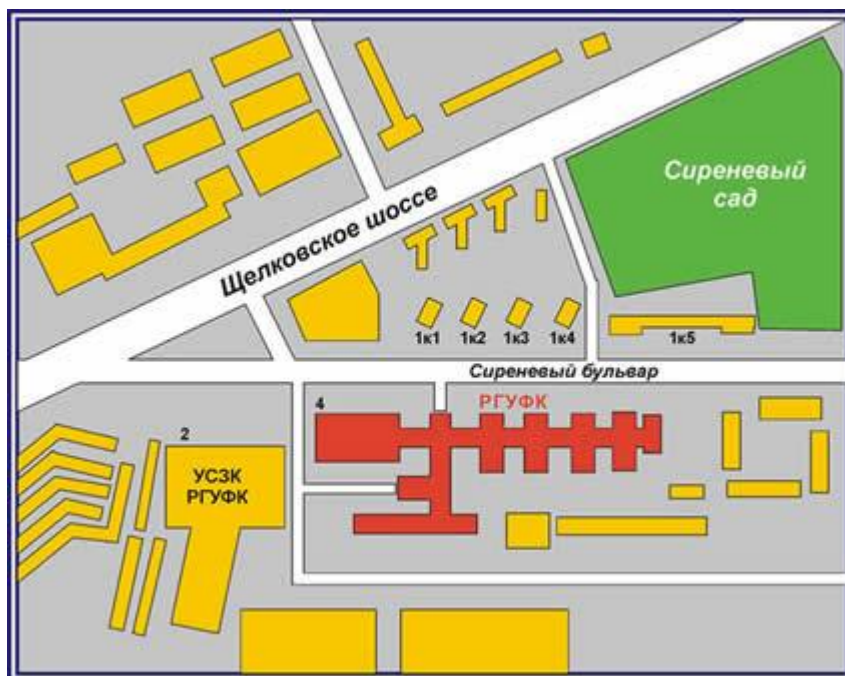 Сиреневый
сад
Щелковское шоссе
1к1
1к2
1к3
1к4
1к5
Сиреневый бульвар
4
РГУФК
2
УСЗК
РГУФК